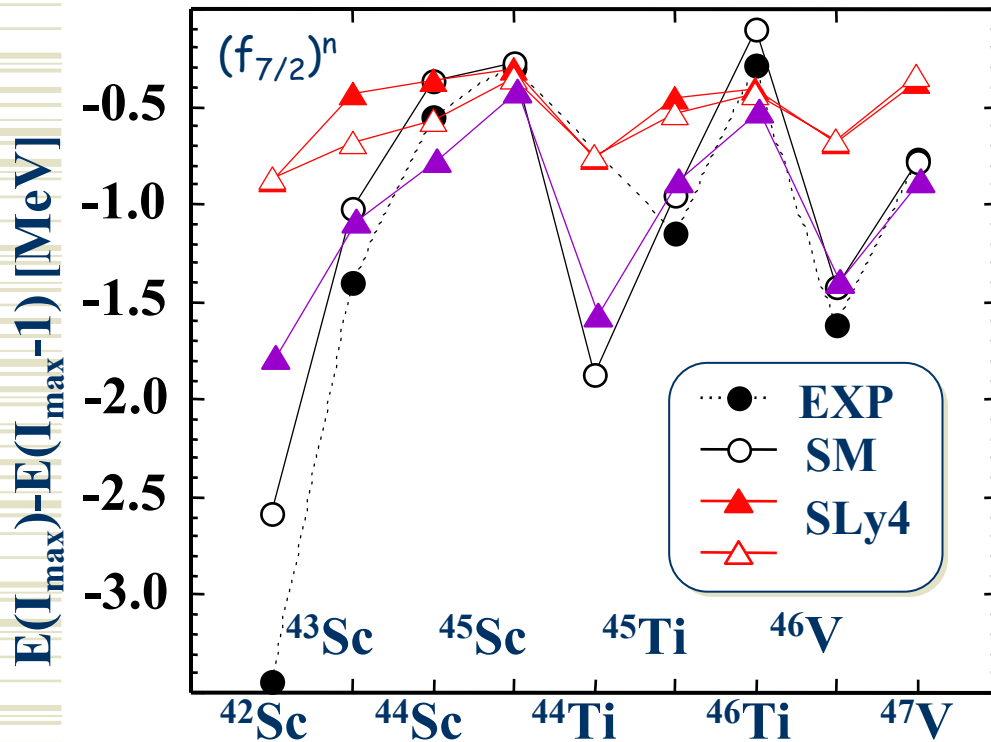 (f7/2)ⁿ
E(Imax)-E(Imax-1) [MeV]
-0.5
-1.0
-1.5
-2.0
-2.5
-3.0
EXP
SM
SLy4
⁴³Sc ⁴⁵Sc ⁴⁵Ti ⁴⁶V
⁴²Sc ⁴⁴Sc ⁴⁴Ti ⁴⁶Ti ⁴⁷V